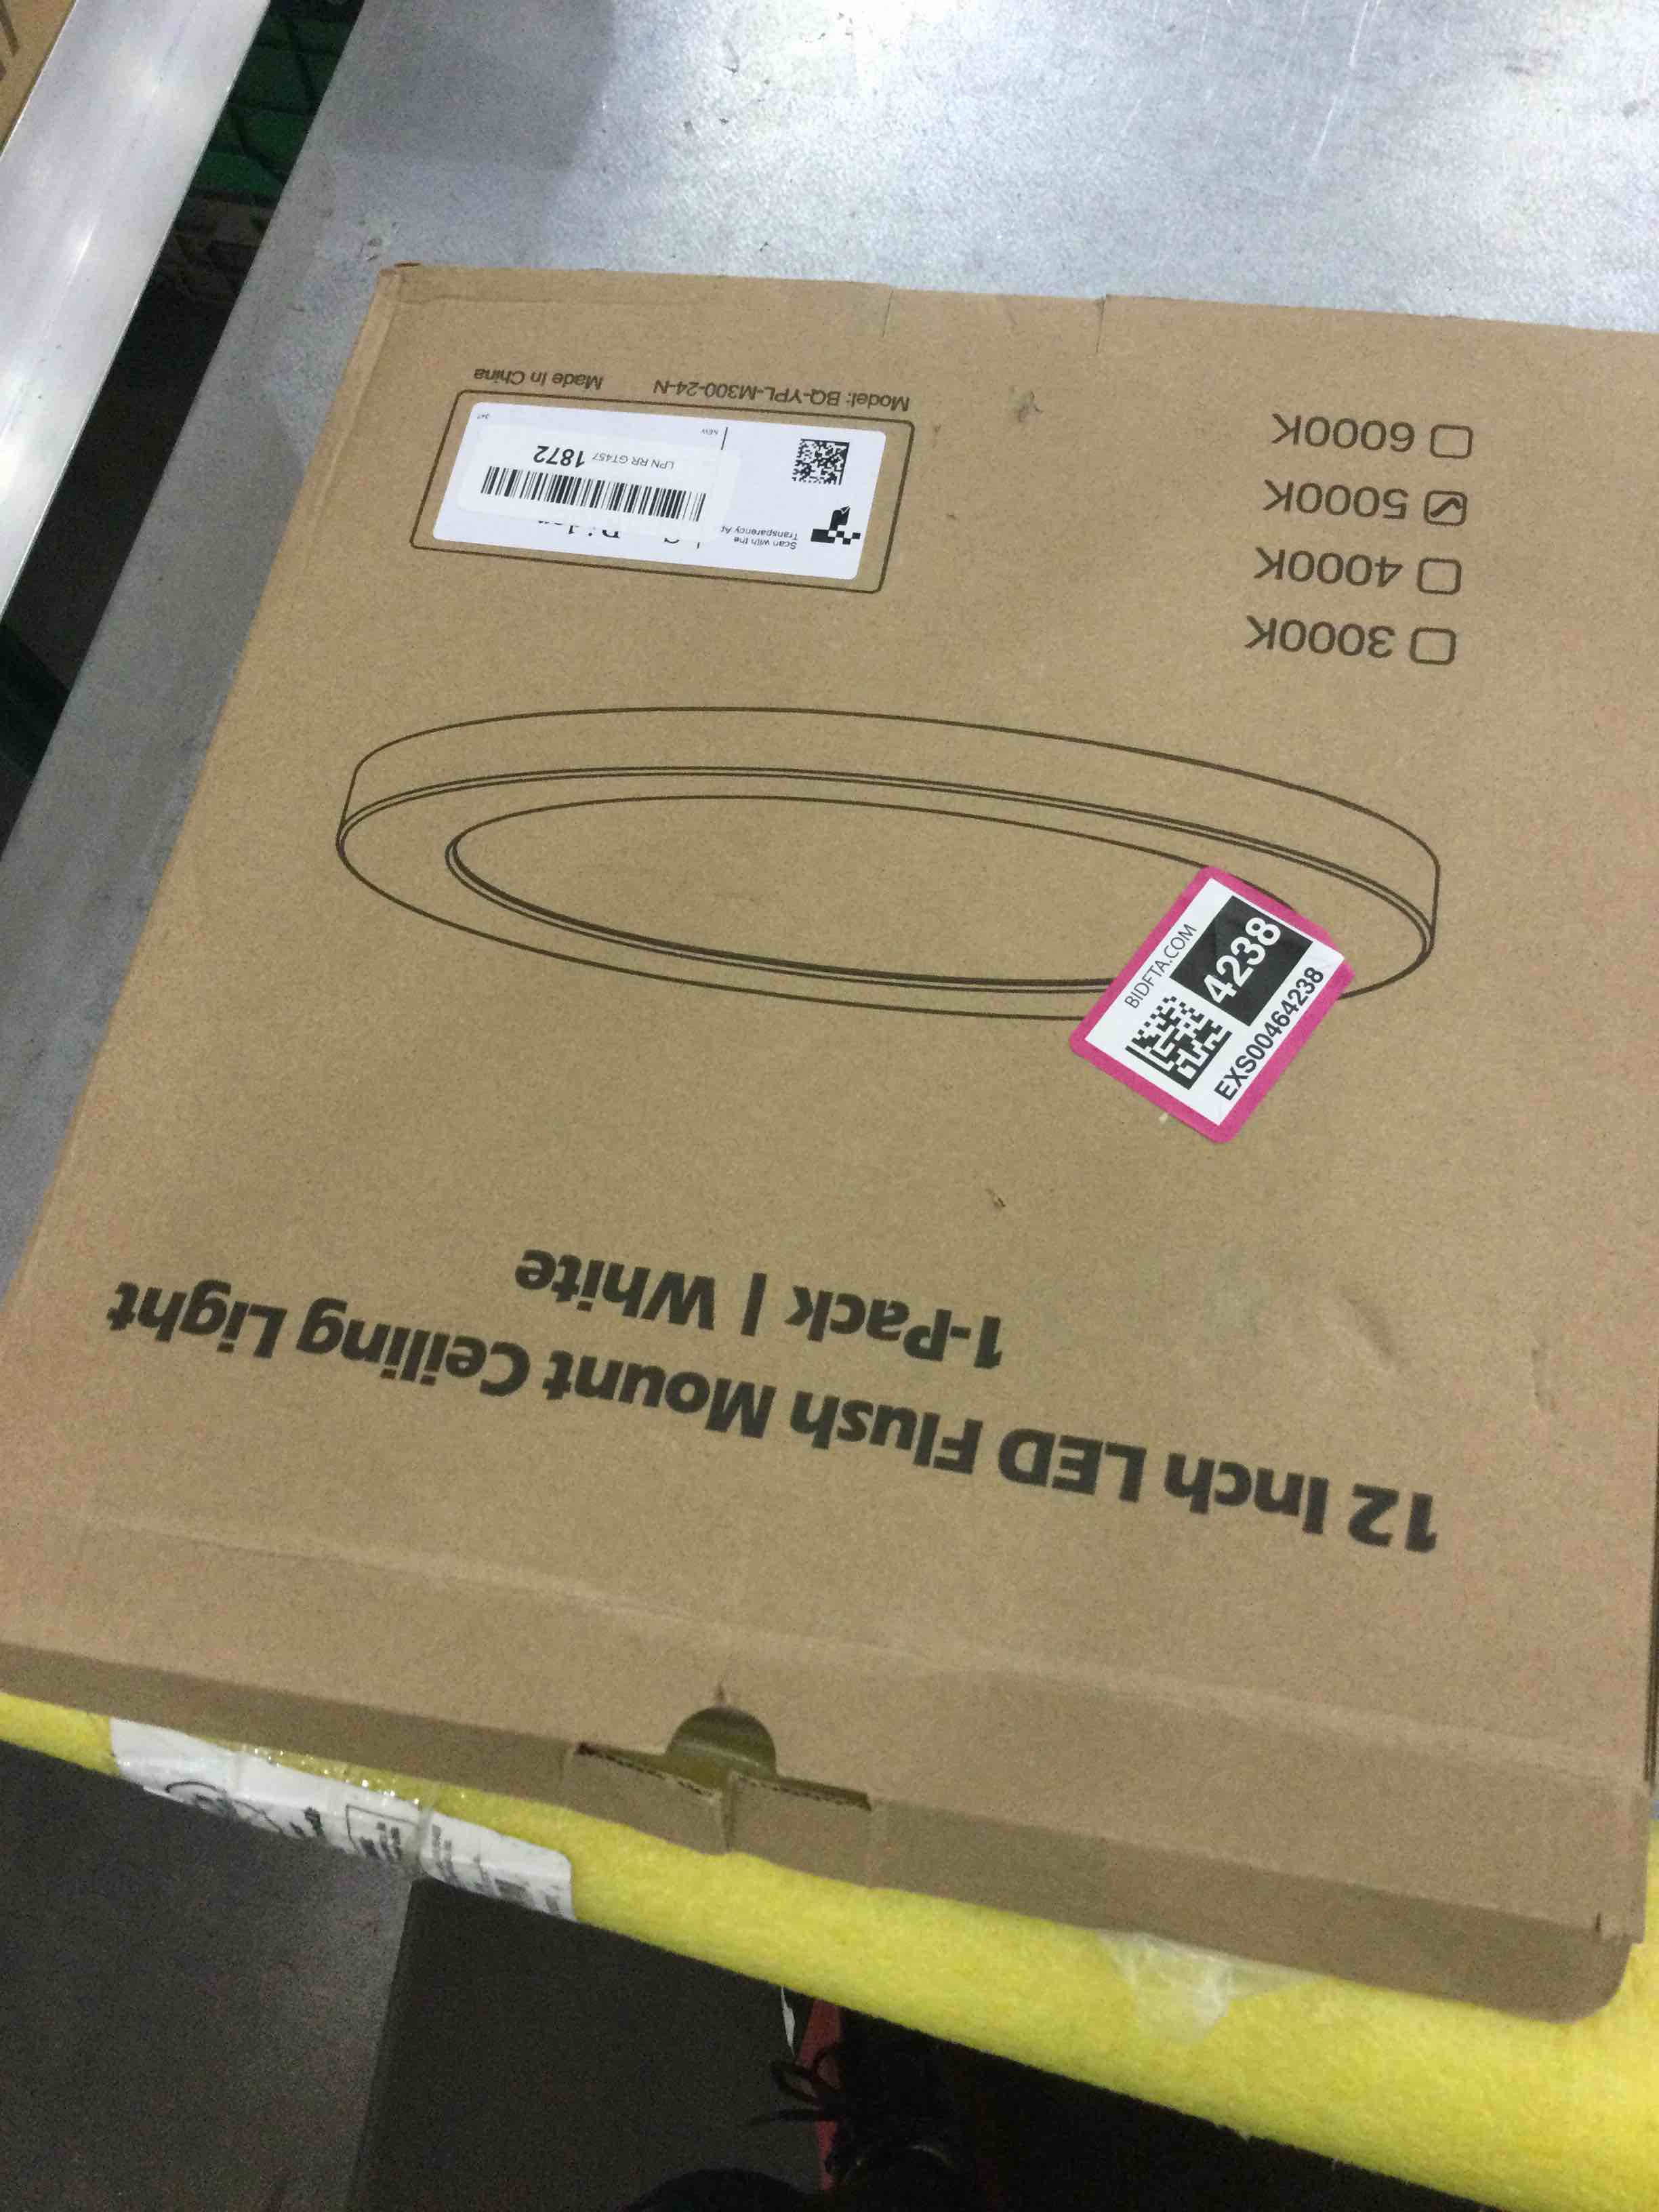 12 Inch LED Flush Mount Ceiling Light
1-Pack | White
BIDFTA.COM
4238
EXS00464238
3000K
4000K
5000K
6000K
Scan with the
Transparency
LPN RR GT457 1872
NEW
Model: BQ-YPL-M300-24-N Made In China